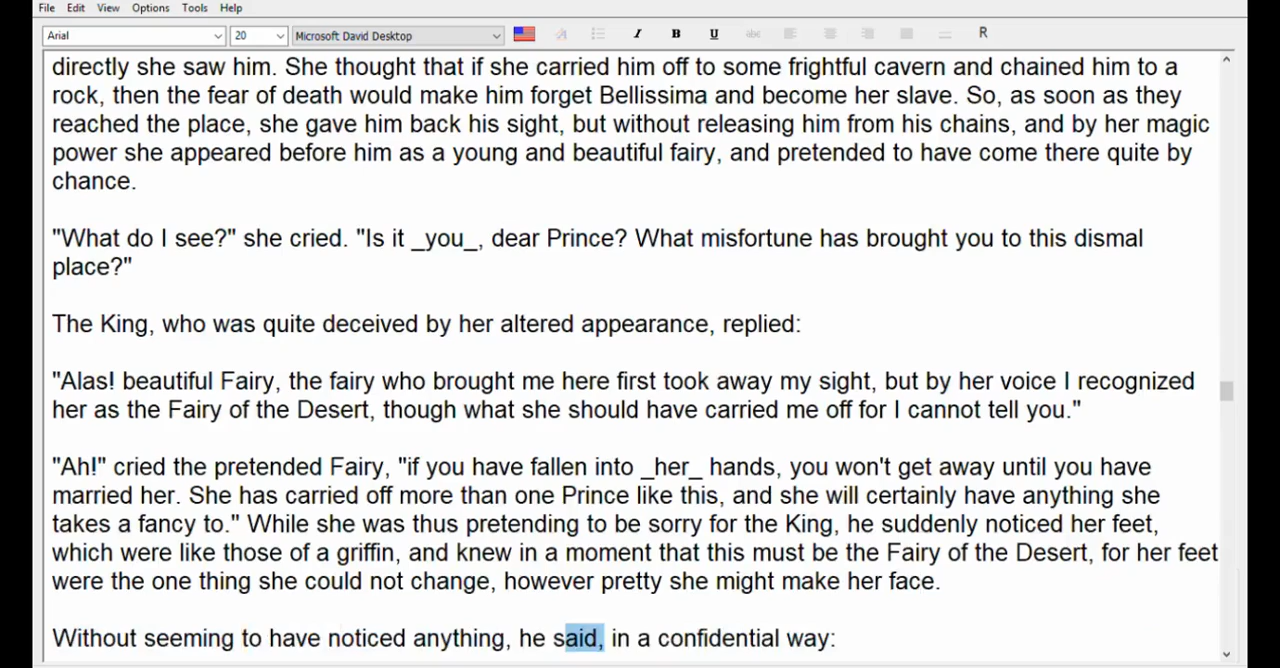 File Edit View Options Tools Help
Arial 20 Microsoft David Desktop I B U abc R
directly she saw him. She thought that if she carried him off to some frightful cavern and chained him to a
rock, then the fear of death would make him forget Bellissima and become her slave. So, as soon as they
reached the place, she gave him back his sight, but without releasing him from his chains, and by her magic
power she appeared before him as a young and beautiful fairy, and pretended to have come there quite by
chance.
"What do I see?" she cried. "Is it _you_, dear Prince? What misfortune has brought you to this dismal
place?"
The King, who was quite deceived by her altered appearance, replied:
"Alas! beautiful Fairy, the fairy who brought me here first took away my sight, but by her voice I recognized
her as the Fairy of the Desert, though what she should have carried me off for I cannot tell you."
"Ah!" cried the pretended Fairy, "if you have fallen into _her_ hands, you won't get away until you have
married her. She has carried off more than one Prince like this, and she will certainly have anything she
takes a fancy to." While she was thus pretending to be sorry for the King, he suddenly noticed her feet,
which were like those of a griffin, and knew in a moment that this must be the Fairy of the Desert, for her feet
were the one thing she could not change, however pretty she might make her face.
Without seeming to have noticed anything, he said, in a confidential way: